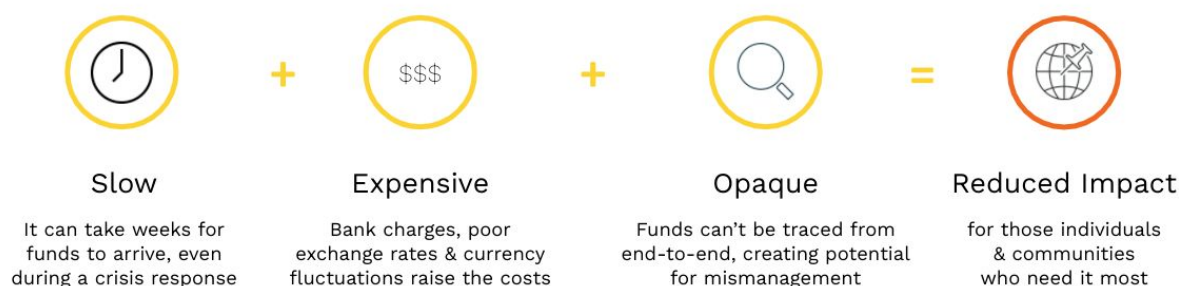 $$$
+
+
=
Slow
It can take weeks for
funds to arrive, even
during a crisis response
Expensive
Bank charges, poor
exchange rates & currency
fluctuations raise the costs
Opaque
Funds can’t be traced from
end-to-end, creating potential
for mismanagement
Reduced Impact
for those individuals
& communities
who need it most